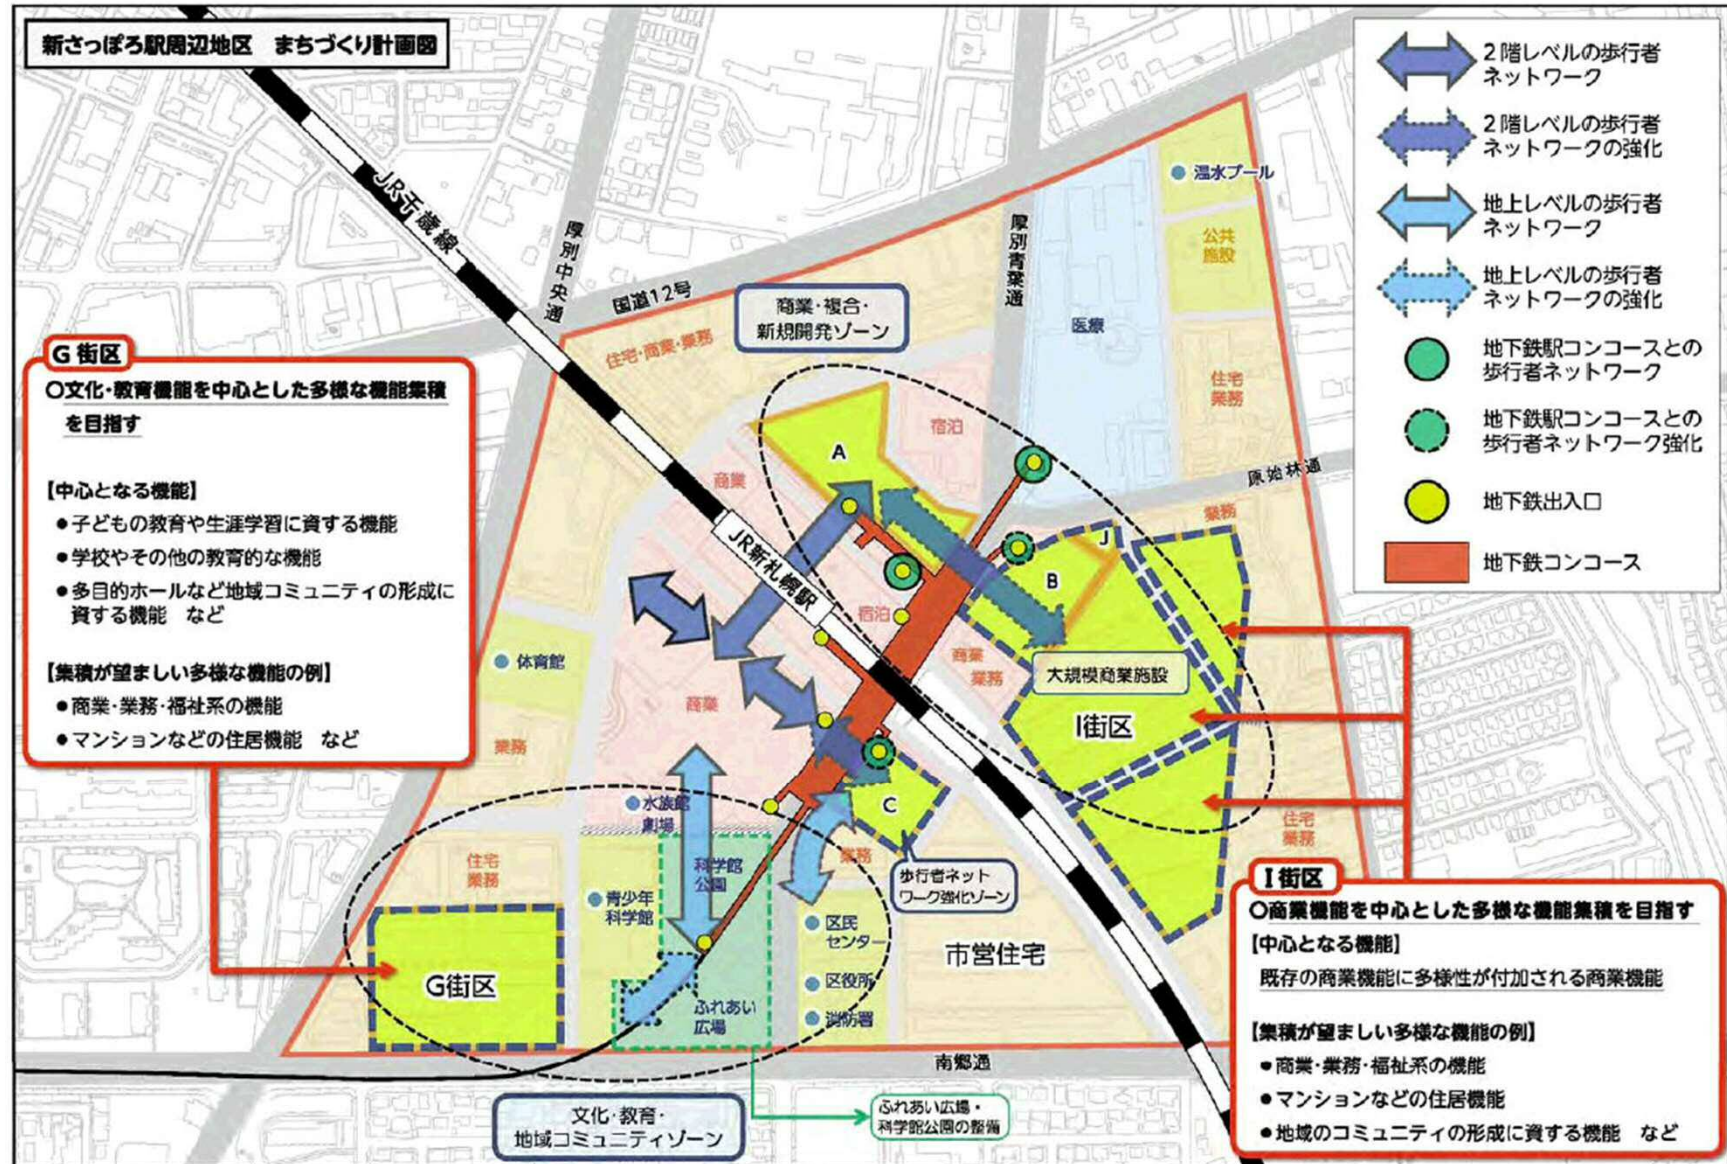 新さっぽろ駅周辺地区　まちづくり計画図
2階レベルの歩行者
ネットワーク
2階レベルの歩行者
ネットワークの強化
地上レベルの歩行者
ネットワーク
地上レベルの歩行者
ネットワークの強化
地下鉄駅コンコースとの
歩行者ネットワーク
地下鉄駅コンコースとの
歩行者ネットワーク強化
地下鉄出入口
地下鉄コンコース
JR千歳線
厚別中央通
国道12号
厚別青葉通
温水プール
公共
施設
医療
商業・複合・
新規開発ゾーン
住宅・商業・業務
住宅
業務
宿泊
A
商業
原始林通
業務
J
B
JR新札幌駅
宿泊
商業
業務
大規模商業施設
I街区
体育館
商業
業務
水族館
劇場
C
業務
住宅
業務
住宅
業務
科学館
公園
歩行者ネット
ワーク強化ゾーン
青少年
科学館
区民
センター
市営住宅
G街区
区役所
ふれあい
広場
消防署
南郷通
文化・教育・
地域コミュニティゾーン
ふれあい広場・
科学館公園の整備
G街区
○文化・教育機能を中心とした多様な機能集積
を目指す
【中心となる機能】
●子どもの教育や生涯学習に資する機能
●学校やその他の教育的な機能
●多目的ホールなど地域コミュニティの形成に
資する機能　など
【集積が望ましい多様な機能の例】
●商業・業務・福祉系の機能
●マンションなどの住居機能　など
I街区
○商業機能を中心とした多様な機能集積を目指す
【中心となる機能】
既存の商業機能に多様性が付加される商業機能
【集積が望ましい多様な機能の例】
●商業・業務・福祉系の機能
●マンションなどの住居機能
●地域のコミュニティの形成に資する機能　など